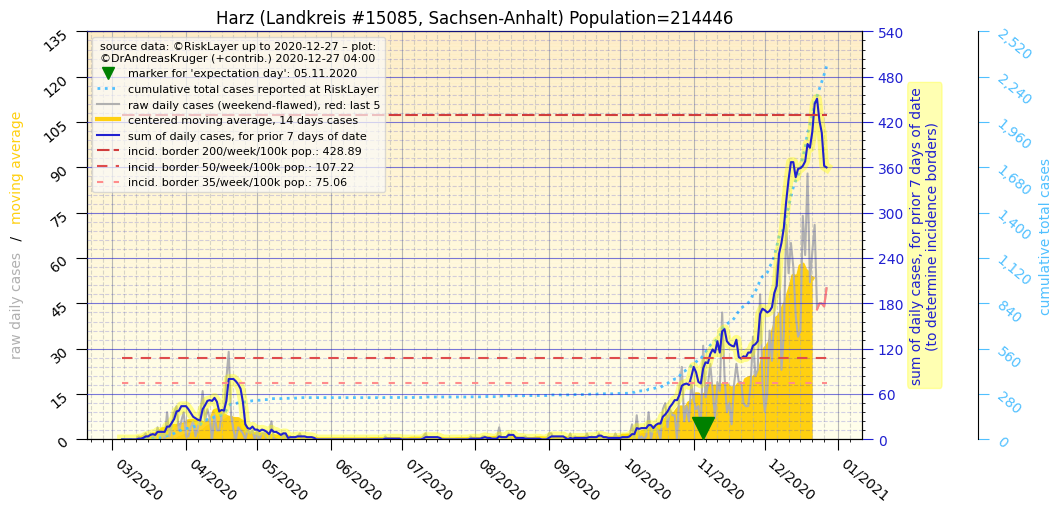 Harz (Landkreis #15085, Sachsen-Anhalt) Population=214446
source data: ©RiskLayer up to 2020-12-27 – plot:
©DrAndreasKruger (+contrib.) 2020-12-27 04:00
marker for 'expectation day': 05.11.2020
cumulative total cases reported at RiskLayer
raw daily cases (weekend-flawed), red: last 5
centered moving average, 14 days
sum of daily cases, for prior 7 days of date
incid. border 200/week/100k pop.: 428.89
incid. border 50/week/100k pop.: 107.22
incid. border 35/week/100k pop.: 75.06
raw daily cases / moving average
135
120
105
90
75
60
45
30
15
0
03/2020
04/2020
05/2020
06/2020
07/2020
08/2020
09/2020
10/2020
11/2020
12/2020
01/2021
540
480
420
360
300
240
180
120
60
0
sum of daily cases, for prior 7 days of date
(to determine incidence borders)
2,520
2,240
1,960
1,680
1,400
1,120
840
560
280
0
cumulative total cases